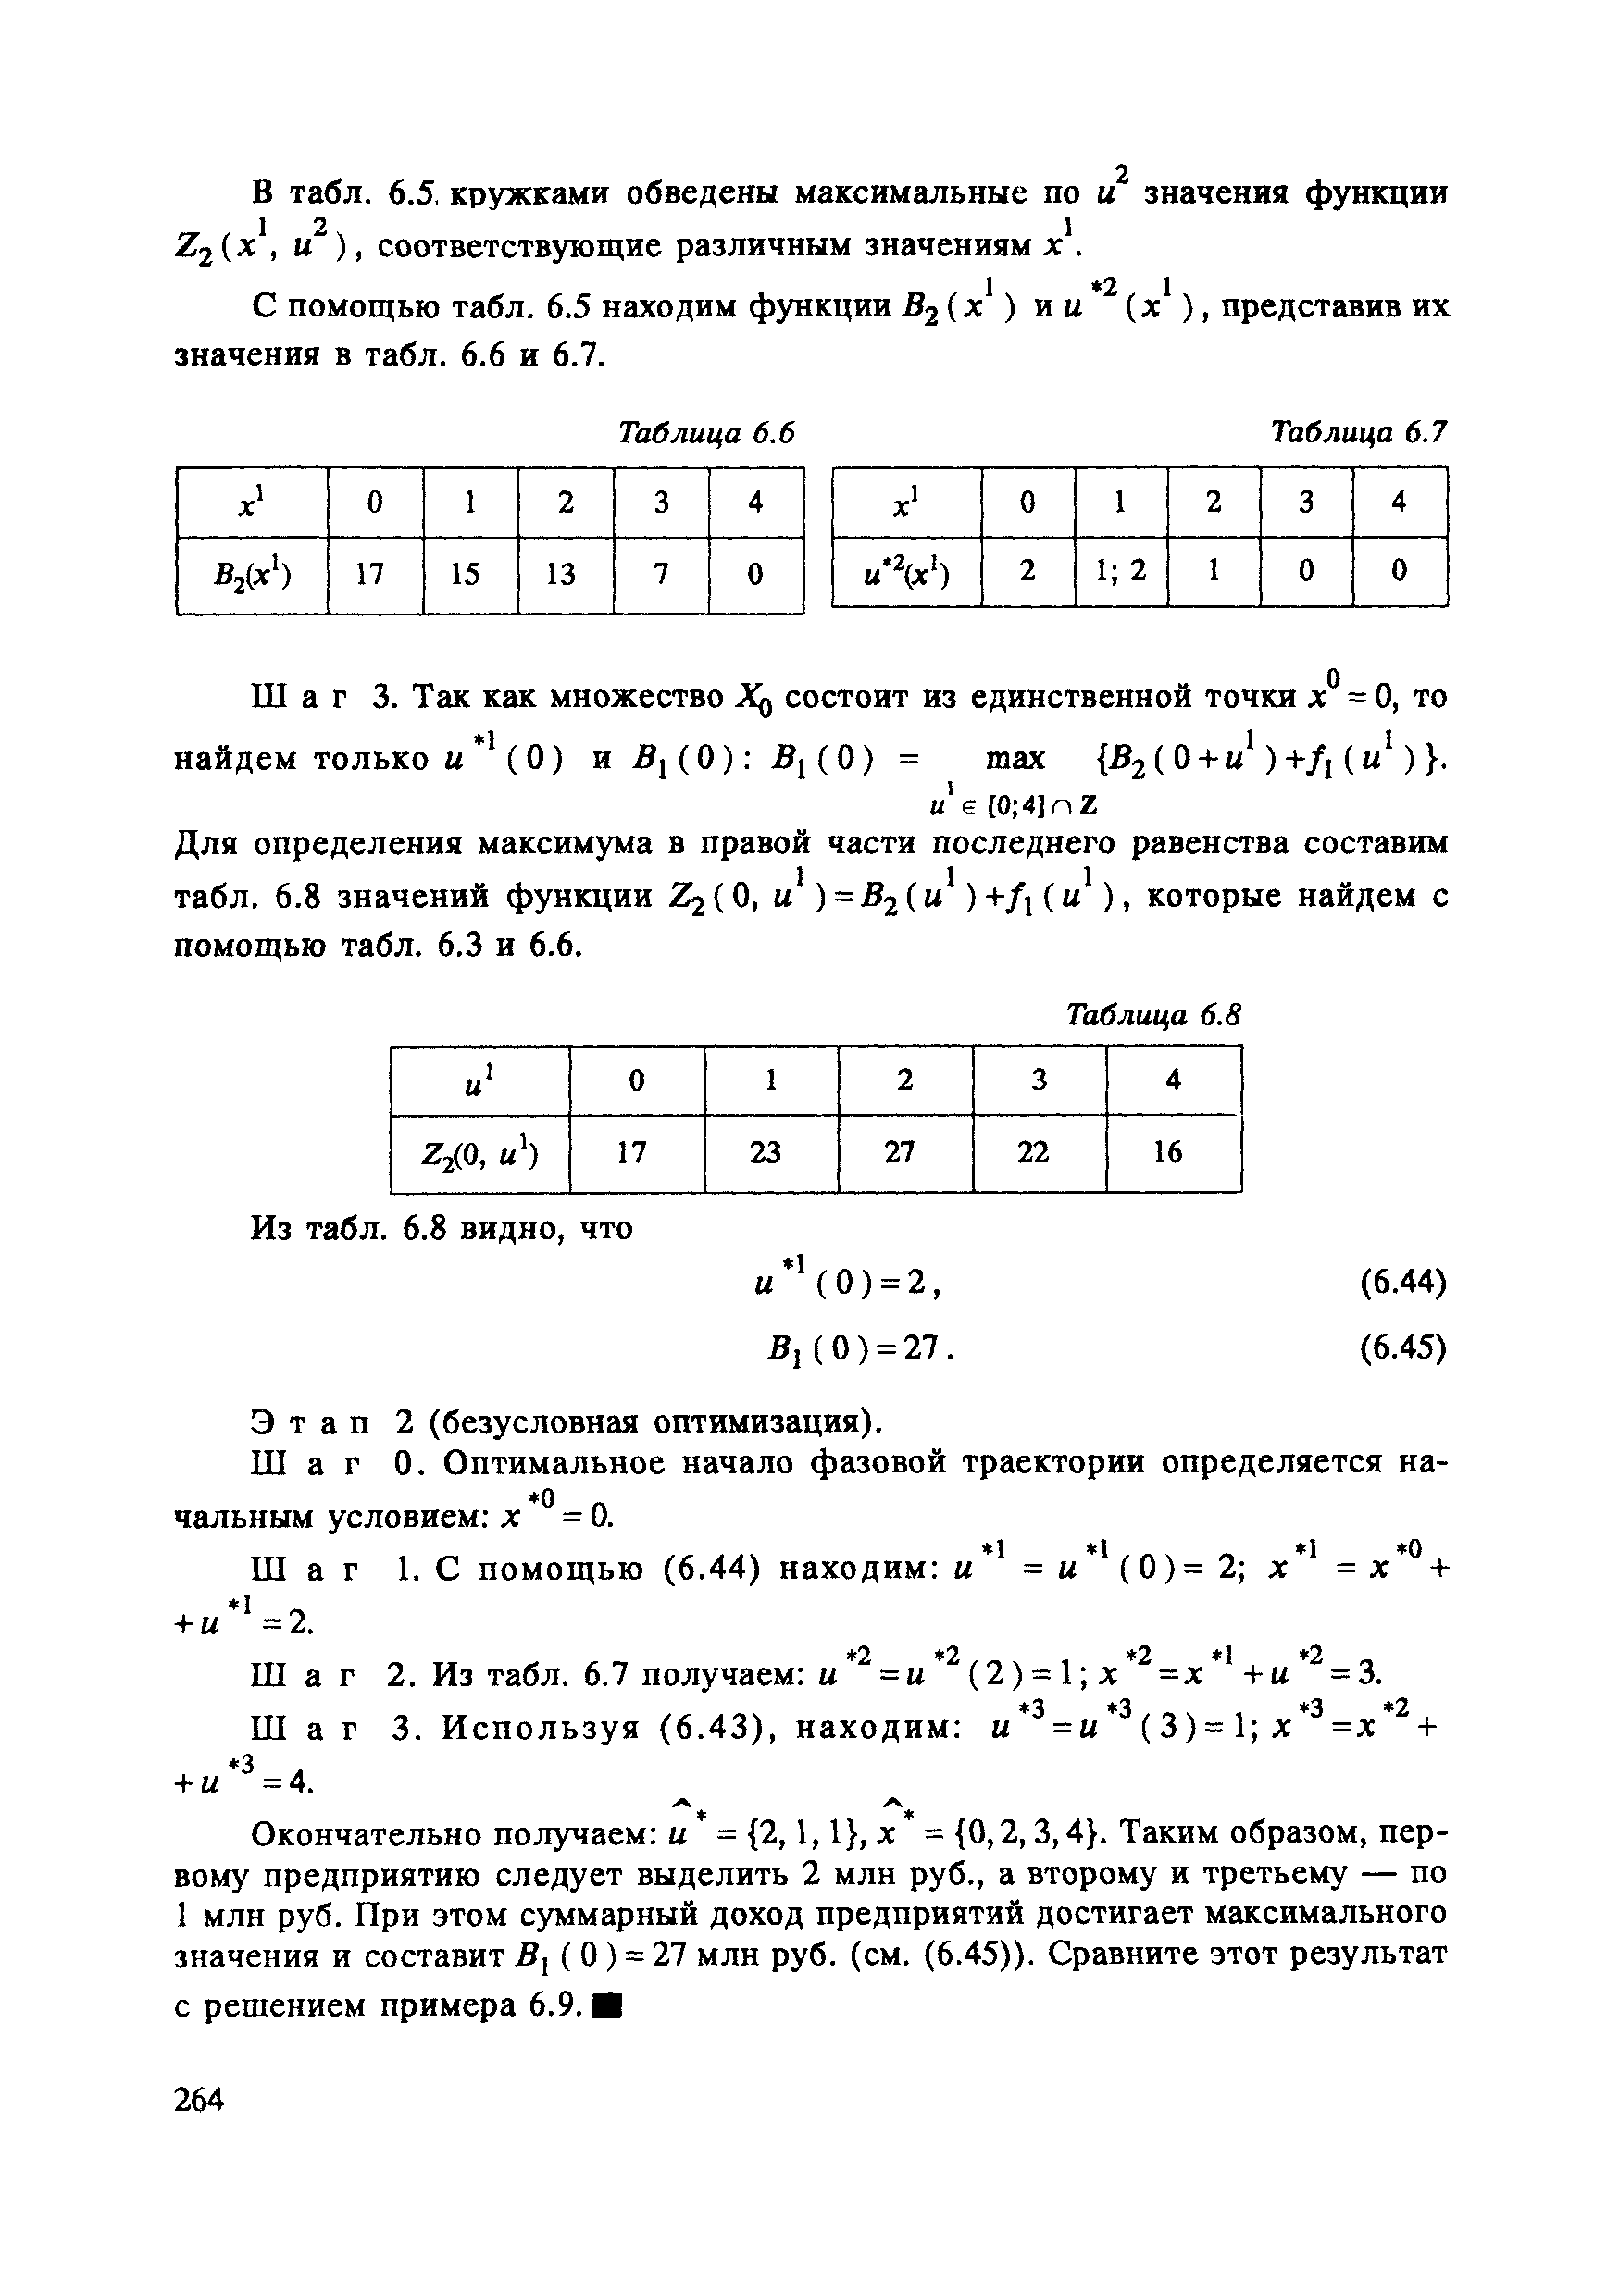 В табл. 6.5. кружками обведены максимальные по u² значения функции
Z₂(x¹, u²), соответствующие различным значениям x¹.
С помощью табл. 6.5 находим функции B₂(x¹) и u*²(x¹), представив их
значения в табл. 6.6 и 6.7.
Таблица 6.6
x¹ 0 1 2 3 4
B₂(x¹) 17 15 13 7 0
Таблица 6.7
x¹ 0 1 2 3 4
u*²(x¹) 2 1; 2 1 0 0
Ш а г 3. Так как множество X₀ состоит из единственной точки x⁰ = 0, то
найдем только u*¹(0) и B₁(0): B₁(0) = max {B₂(0+u¹)+f₁(u¹)}.
u¹ ∈ [0;4]∩Z
Для определения максимума в правой части последнего равенства составим
табл. 6.8 значений функции Z₂(0, u¹)=B₂(u¹)+f₁(u¹), которые найдем с
помощью табл. 6.3 и 6.6.
Таблица 6.8
u¹ 0 1 2 3 4
Z₂(0, u¹) 17 23 27 22 16
Из табл. 6.8 видно, что
u*¹(0)=2, (6.44)
B₁(0)=27. (6.45)
Э т а п 2 (безусловная оптимизация).
Ш а г 0. Оптимальное начало фазовой траектории определяется на-
чальным условием: x*⁰ = 0.
Ш а г 1. С помощью (6.44) находим: u*¹ = u*¹(0)= 2; x*¹ = x*⁰+
+u*¹=2.
Ш а г 2. Из табл. 6.7 получаем: u*²=u*²(2)=1; x*²=x*¹+u*²=3.
Ш а г 3. Используя (6.43), находим: u*³=u*³(3)=1; x*³=x*²+
+u*³=4.
Окончательно получаем: û* = {2, 1, 1}, x̂* = {0, 2, 3, 4}. Таким образом, пер-
вому предприятию следует выделить 2 млн руб., а второму и третьему — по
1 млн руб. При этом суммарный доход предприятий достигает максимального
значения и составит B₁(0)=27 млн руб. (см. (6.45)). Сравните этот результат
с решением примера 6.9. ■
264